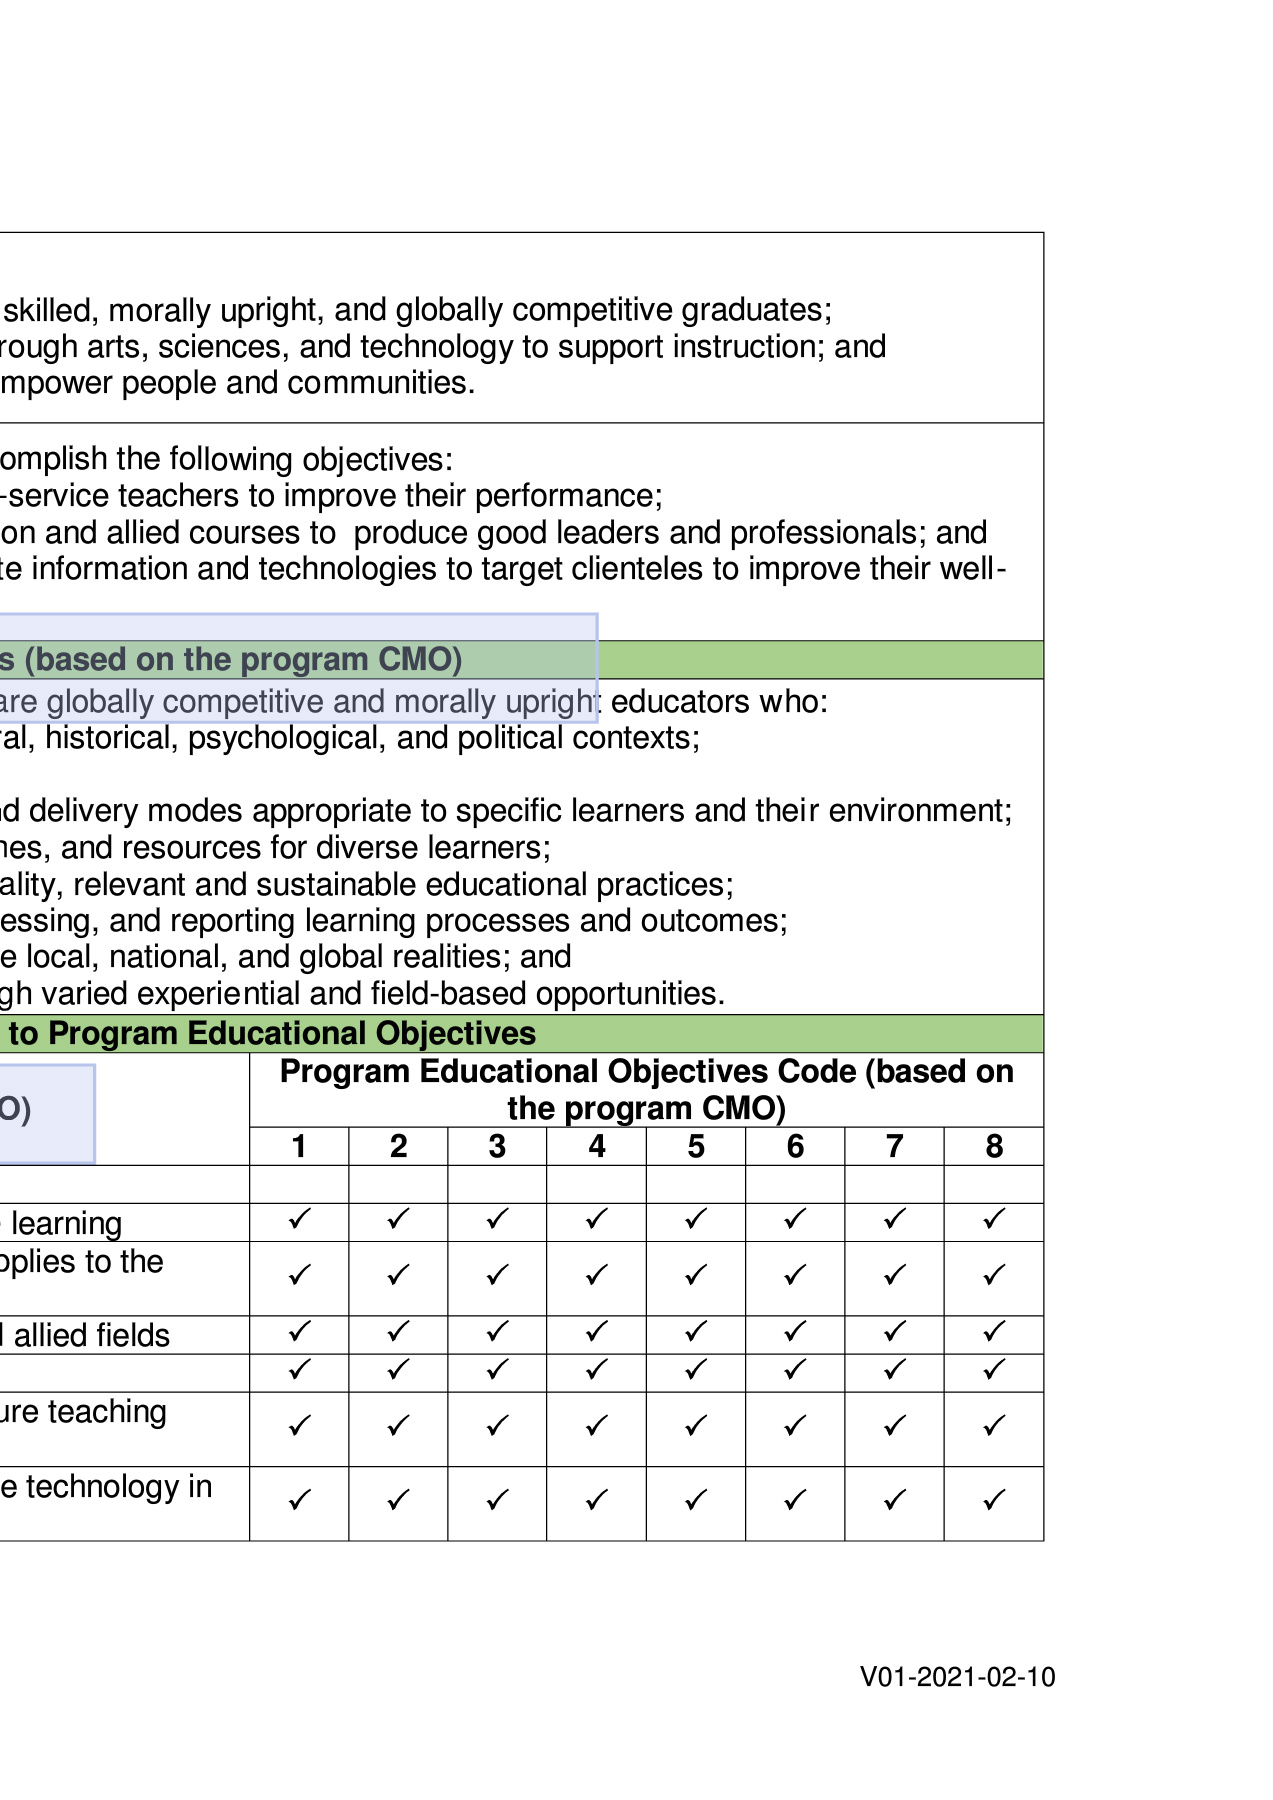 skilled, morally upright, and globally competitive graduates;
rough arts, sciences, and technology to support instruction; and
mpower people and communities.
omplish the following objectives:
-service teachers to improve their performance;
on and allied courses to produce good leaders and professionals; and
te information and technologies to target clienteles to improve their well-
s (based on the program CMO)
are globally competitive and morally upright educators who:
ral, historical, psychological, and political contexts;
nd delivery modes appropriate to specific learners and their environment;
mes, and resources for diverse learners;
ality, relevant and sustainable educational practices;
essing, and reporting learning processes and outcomes;
e local, national, and global realities; and
gh varied experiential and field-based opportunities.
to Program Educational Objectives
O)
Program Educational Objectives Code (based on
the program CMO)
1 2 3 4 5 6 7 8
learning ✓ ✓ ✓ ✓ ✓ ✓ ✓ ✓
pplies to the
✓ ✓ ✓ ✓ ✓ ✓ ✓ ✓
allied fields ✓ ✓ ✓ ✓ ✓ ✓ ✓ ✓
✓ ✓ ✓ ✓ ✓ ✓ ✓ ✓
ure teaching
✓ ✓ ✓ ✓ ✓ ✓ ✓ ✓
e technology in
✓ ✓ ✓ ✓ ✓ ✓ ✓ ✓
V01-2021-02-10